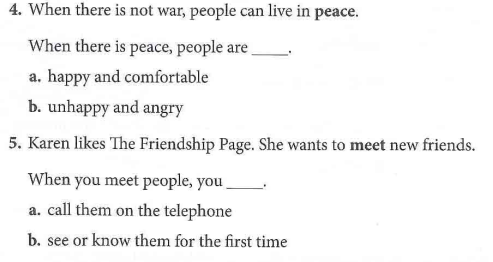 4. When there is not war, people can live in peace.
When there is peace, people are _____.
a. happy and comfortable
b. unhappy and angry
5. Karen likes The Friendship Page. She wants to meet new friends.
When you meet people, you _____.
a. call them on the telephone
b. see or know them for the first time